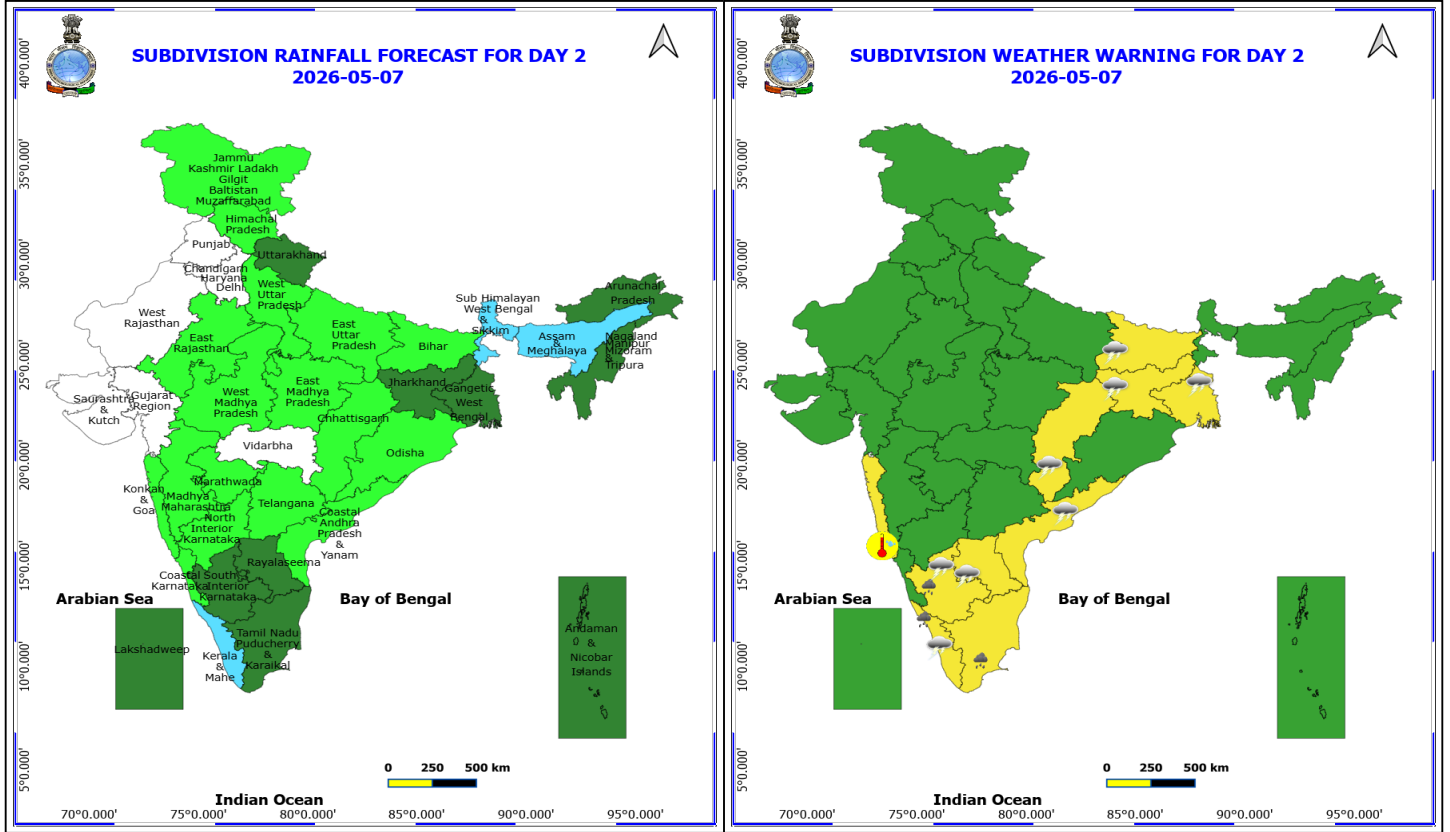 SUBDIVISION RAINFALL FORECAST FOR DAY 2
2026-05-07
40°0.000'
35°0.000'
30°0.000'
25°0.000'
20°0.000'
15°0.000'
10°0.000'
5°0.000'
Jammu
Kashmir Ladakh
Gilgit
Baltistan
Muzaffarabad
Himachal
Pradesh
Punjab
Uttarakhand
Chandigarh
Haryana
Delhi
West
Uttar
Pradesh
West
Rajasthan
East
Rajasthan
East
Uttar
Pradesh
Bihar
Sub Himalayan
West Bengal
&
Sikkim
Arunachal
Pradesh
Assam
&
Meghalaya
Nagaland
Manipur
Mizoram
&
Tripura
Jharkhand
Gangetic
West
Bengal
Saurashtra
&
Kutch
Gujarat
Region
West
Madhya
Pradesh
East
Madhya
Pradesh
Chhattisgarh
Vidarbha
Odisha
Konkan
&
Goa
Marathwada
Madhya
Maharashtra
North
Interior
Karnataka
Telangana
Coastal
Andhra
Pradesh
&
Yanam
Rayalaseema
Coastal
Karnataka
South
Interior
Karnataka
Arabian Sea
Bay of Bengal
Lakshadweep
Kerala
&
Mahe
Tamil Nadu
Puducherry
&
Karaikal
Andaman
&
Nicobar
Islands
0 250 500 km
Indian Ocean
70°0.000' 75°0.000' 80°0.000' 85°0.000' 90°0.000' 95°0.000'
SUBDIVISION WEATHER WARNING FOR DAY 2
2026-05-07
40°0.000'
35°0.000'
30°0.000'
25°0.000'
20°0.000'
15°0.000'
10°0.000'
5°0.000'
Arabian Sea
Bay of Bengal
0 250 500 km
Indian Ocean
70°0.000' 75°0.000' 80°0.000' 85°0.000' 90°0.000' 95°0.000'